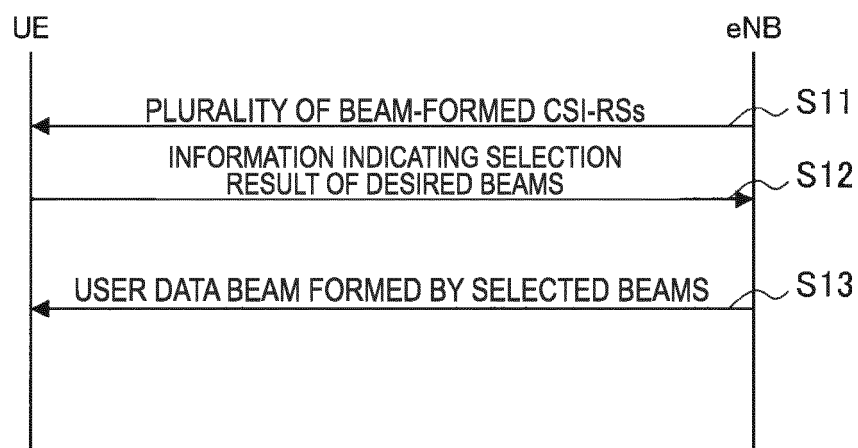 UE
eNB
PLURALITY OF BEAM-FORMED CSI-RSs
S11
INFORMATION INDICATING SELECTION
RESULT OF DESIRED BEAMS
S12
USER DATA BEAM FORMED BY SELECTED BEAMS
S13